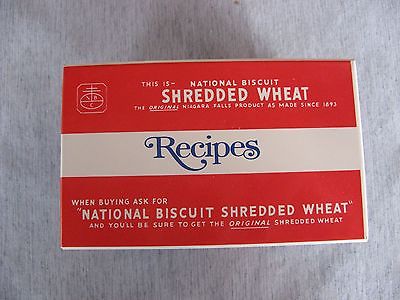 THIS IS — NATIONAL BISCUIT
SHREDDED WHEAT
THE ORIGINAL NIAGARA FALLS PRODUCT AS MADE SINCE 1893
Recipes
WHEN BUYING ASK FOR
"NATIONAL BISCUIT SHREDDED WHEAT"
AND YOU'LL BE SURE TO GET THE ORIGINAL SHREDDED WHEAT